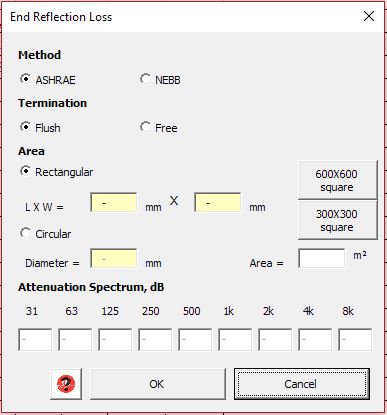 End Reflection Loss
Method
ASHRAE NEBB
Termination
Flush Free
Area
Rectangular
600X600
square
L X W = - mm X - mm
300X300
square
Circular
Diameter = - mm Area = m²
Attenuation Spectrum, dB
31 63 125 250 500 1k 2k 4k 8k
- - - - - - - - -
? OK Cancel